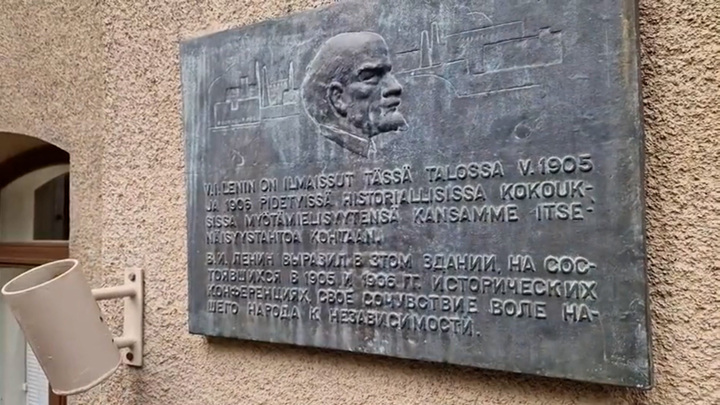 V.I. LENIN ON ILMAISSUT TÄSSÄ TALOSSA V. 1905
JA 1906 PIDETYISSÄ HISTORIALLISISSA KOKOUK-
SISSA MYÖTÄMIELISYYTENSÄ KANSAMME ITSE-
NÄISYYSTAHTOA KOHTAAN.
В.И. ЛЕНИН ВЫРАЗИЛ В ЭТОМ ЗДАНИИ, НА СОС-
ТОЯВШИХСЯ В 1905 И 1906 ГГ. ИСТОРИЧЕСКИХ
КОНФЕРЕНЦИЯХ, СВОЕ СОЧУВСТВИЕ ВОЛЕ НА-
ШЕГО НАРОДА К НЕЗАВИСИМОСТИ.